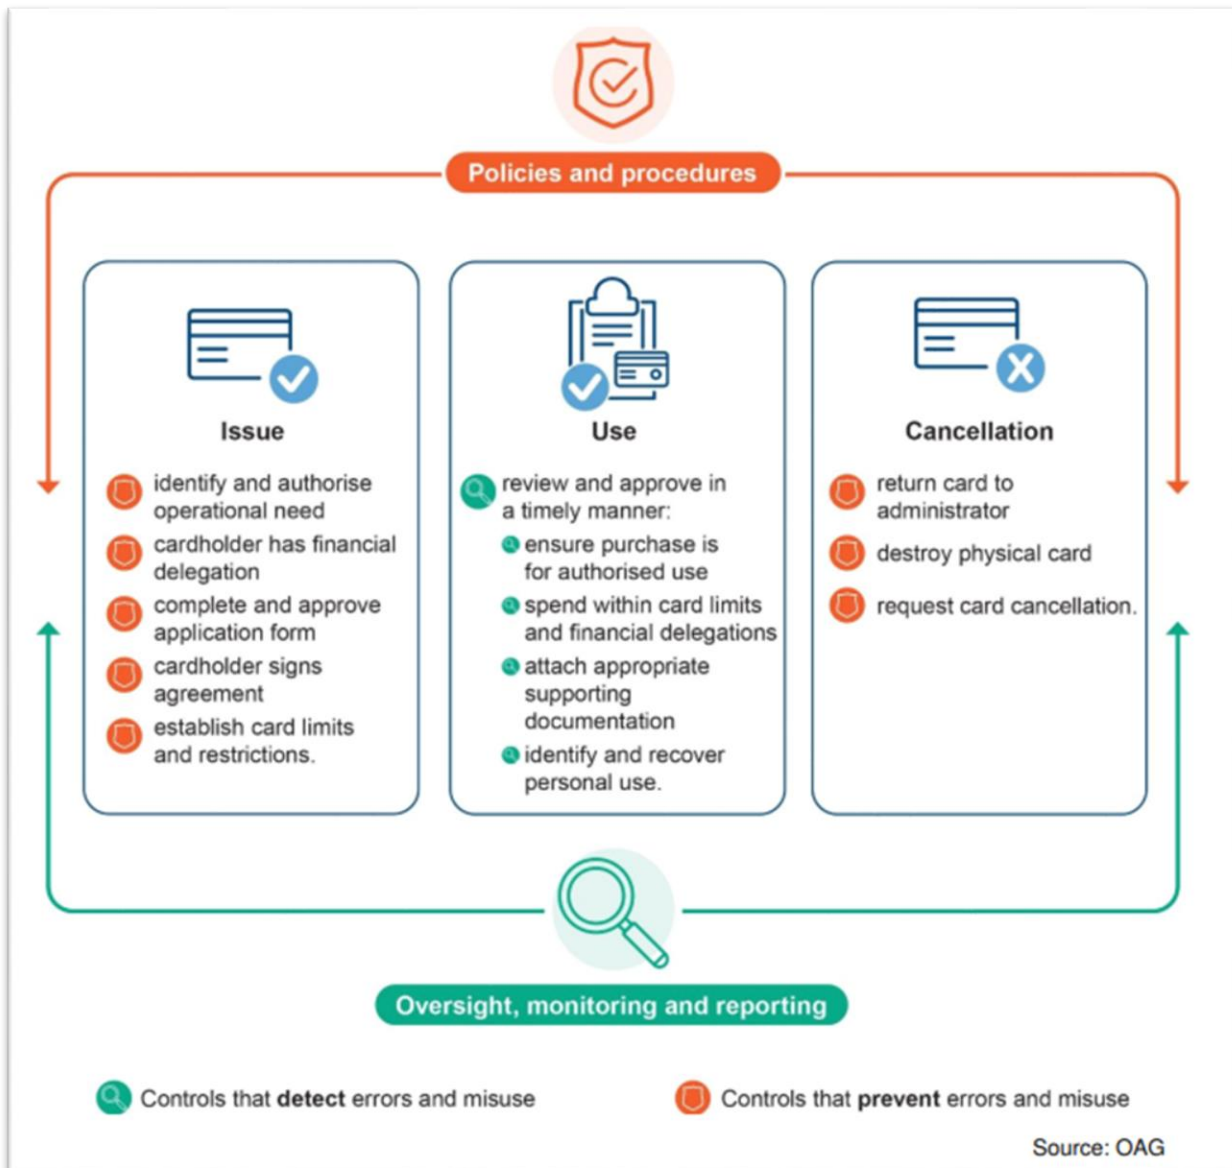 Policies and procedures
Issue
identify and authorise
operational need
cardholder has financial
delegation
complete and approve
application form
cardholder signs
agreement
establish card limits
and restrictions.
Use
review and approve in
a timely manner:
ensure purchase is
for authorised use
spend within card limits
and financial delegations
attach appropriate
supporting
documentation
identify and recover
personal use.
Cancellation
return card to
administrator
destroy physical card
request card cancellation.
Oversight, monitoring and reporting
Controls that detect errors and misuse
Controls that prevent errors and misuse
Source: OAG